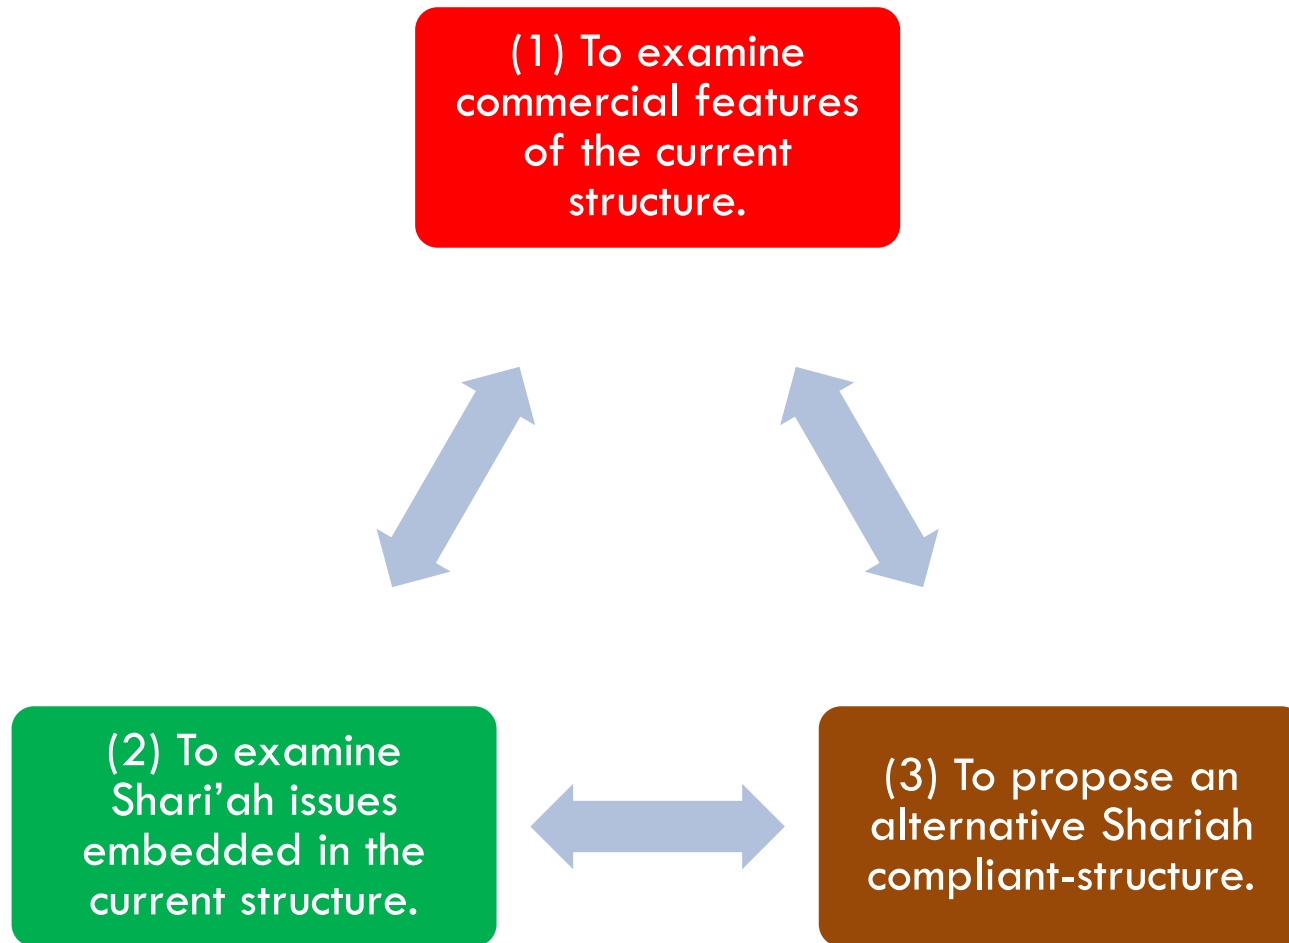 (1) To examine
commercial features
of the current
structure.
(2) To examine
Shari’ah issues
embedded in the
current structure.
(3) To propose an
alternative Shariah
compliant-structure.